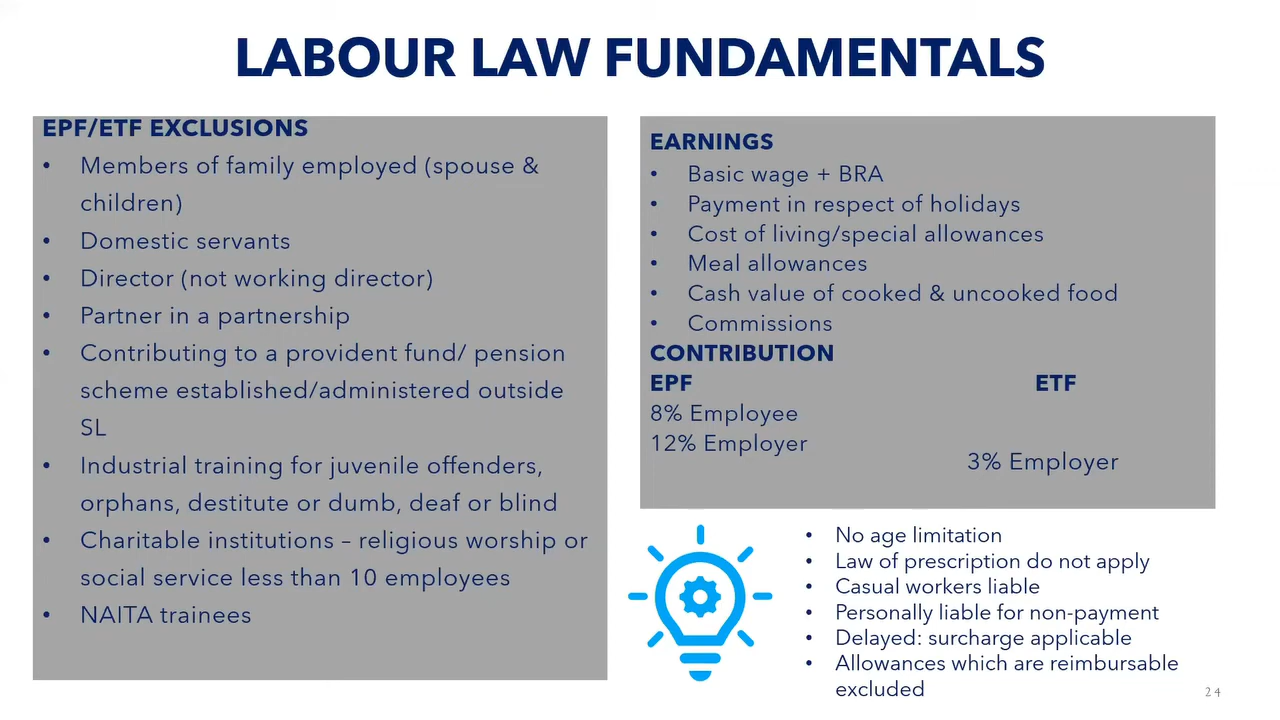 LABOUR LAW FUNDAMENTALS
EPF/ETF EXCLUSIONS
• Members of family employed (spouse &
children)
• Domestic servants
• Director (not working director)
• Partner in a partnership
• Contributing to a provident fund/ pension
scheme established/administered outside
SL
• Industrial training for juvenile offenders,
orphans, destitute or dumb, deaf or blind
• Charitable institutions – religious worship or
social service less than 10 employees
• NAITA trainees
EARNINGS
• Basic wage + BRA
• Payment in respect of holidays
• Cost of living/special allowances
• Meal allowances
• Cash value of cooked & uncooked food
• Commissions
CONTRIBUTION
EPF ETF
8% Employee
12% Employer
3% Employer
• No age limitation
• Law of prescription do not apply
• Casual workers liable
• Personally liable for non-payment
• Delayed: surcharge applicable
• Allowances which are reimbursable
excluded
24